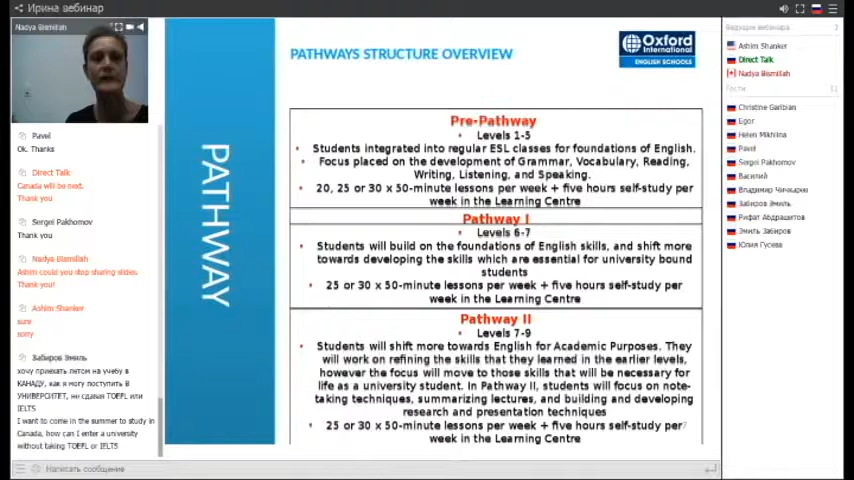 Ирина вебинар
Nadya Bismillah
Pavel
Ok. Thanks
Direct Talk
Canada will be next.
Thank you
Sergei Pakhomov
Thank you
Nadya Bismillah
Ashim could you stop sharing slides.
Thank you!
Ashim Shanker
sure
sorry
Забиров Эмиль
хочу приехать летом на учебу в
КАНАДУ, как я могу поступить в
УНИВЕРСИТЕТ, ни сдавая TOEFL или
IELTS
I want to come in the summer to study in
Canada, how can I enter a university
without taking TOEFL or IELTS
Написать сообщение
PATHWAY
PATHWAYS STRUCTURE OVERVIEW
Oxford
International
ENGLISH SCHOOLS
Pre-Pathway
• Levels 1-5
• Students integrated into regular ESL classes for foundations of English.
• Focus placed on the development of Grammar, Vocabulary, Reading,
Writing, Listening, and Speaking.
• 20, 25 or 30 x 50-minute lessons per week + five hours self-study per
week in the Learning Centre
Pathway I
• Levels 6-7
• Students will build on the foundations of English skills, and shift more
towards developing the skills which are essential for university bound
students
• 25 or 30 x 50-minute lessons per week + five hours self-study per
week in the Learning Centre
Pathway II
• Levels 7-9
• Students will shift more towards English for Academic Purposes. They
will work on refining the skills that they learned in the earlier levels,
however the focus will move to those skills that will be necessary for
life as a university student. In Pathway II, students will focus on note-
taking techniques, summarizing lectures, and building and developing
research and presentation techniques
• 25 or 30 x 50-minute lessons per week + five hours self-study per
week in the Learning Centre
Ведущие вебинара 3
Ashim Shanker
Direct Talk
Nadya Bismillah
Гости 11
Christine Garibian
Egor
Helen Mikhlina
Pavel
Sergei Pakhomov
Василий
Владимир Чичкарио
Забиров Эмиль
Рифат Абдрашитов
Эмиль Забиров
Юлия Гусева